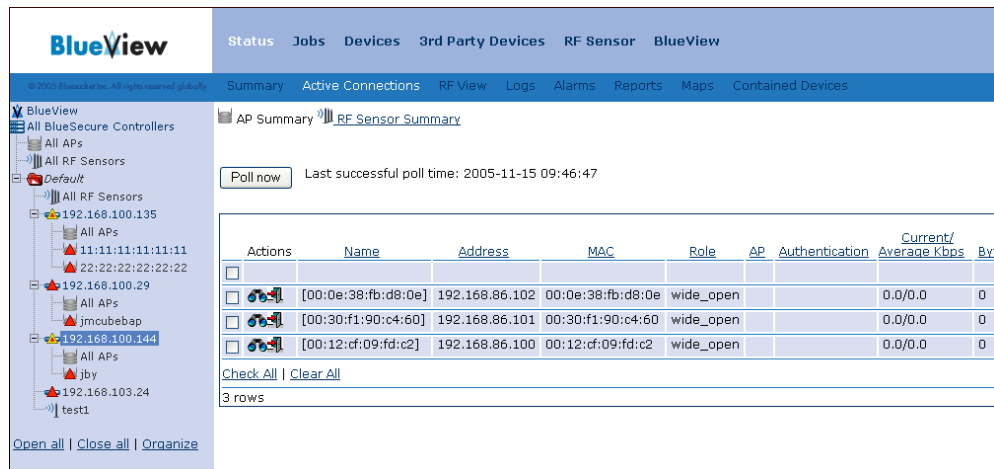 BlueView
Status Jobs Devices 3rd Party Devices RF Sensor BlueView
© 2005 Bluesocket Inc. All rights reserved globally
Summary Active Connections RF View Logs Alarms Reports Maps Contained Devices
BlueView
All BlueSecure Controllers
All APs
All RF Sensors
Default
All RF Sensors
192.168.100.135
All APs
11:11:11:11:11:11
22:22:22:22:22:22
192.168.100.29
All APs
jmcubebap
192.168.100.144
All APs
jby
192.168.103.24
test1
Open all | Close all | Organize
AP Summary RF Sensor Summary
Poll now Last successful poll time: 2005-11-15 09:46:47
Actions Name Address MAC Role AP Authentication Current/ Average Kbps By
[00:0e:38:fb:d8:0e] 192.168.86.102 00:0e:38:fb:d8:0e wide_open 0.0/0.0 0
[00:30:f1:90:c4:60] 192.168.86.101 00:30:f1:90:c4:60 wide_open 0.0/0.0 0
[00:12:cf:09:fd:c2] 192.168.86.100 00:12:cf:09:fd:c2 wide_open 0.0/0.0 0
Check All | Clear All
3 rows